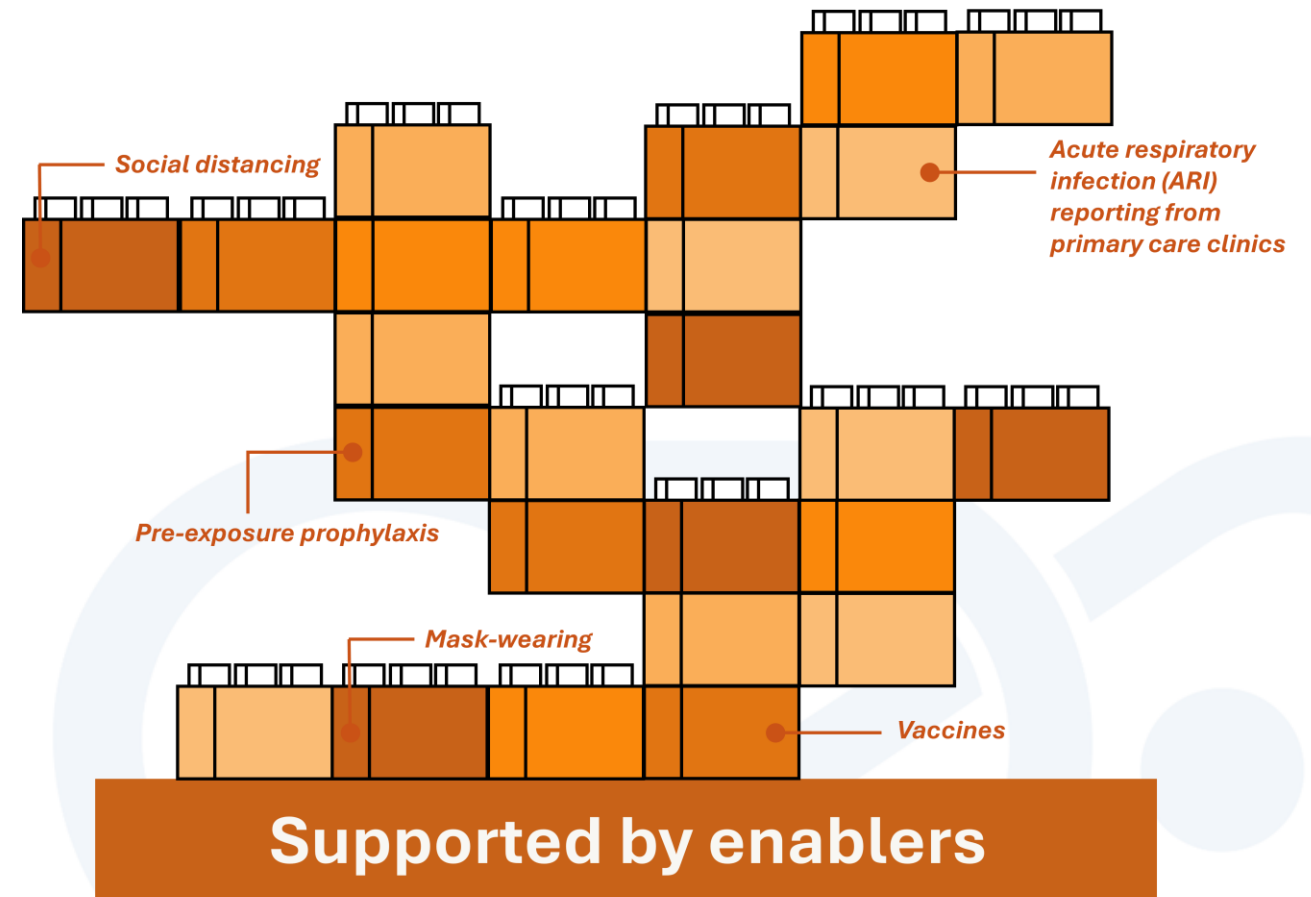 Social distancing
Acute respiratory
infection (ARI)
reporting from
primary care clinics
Pre-exposure prophylaxis
Mask-wearing
Vaccines
Supported by enablers